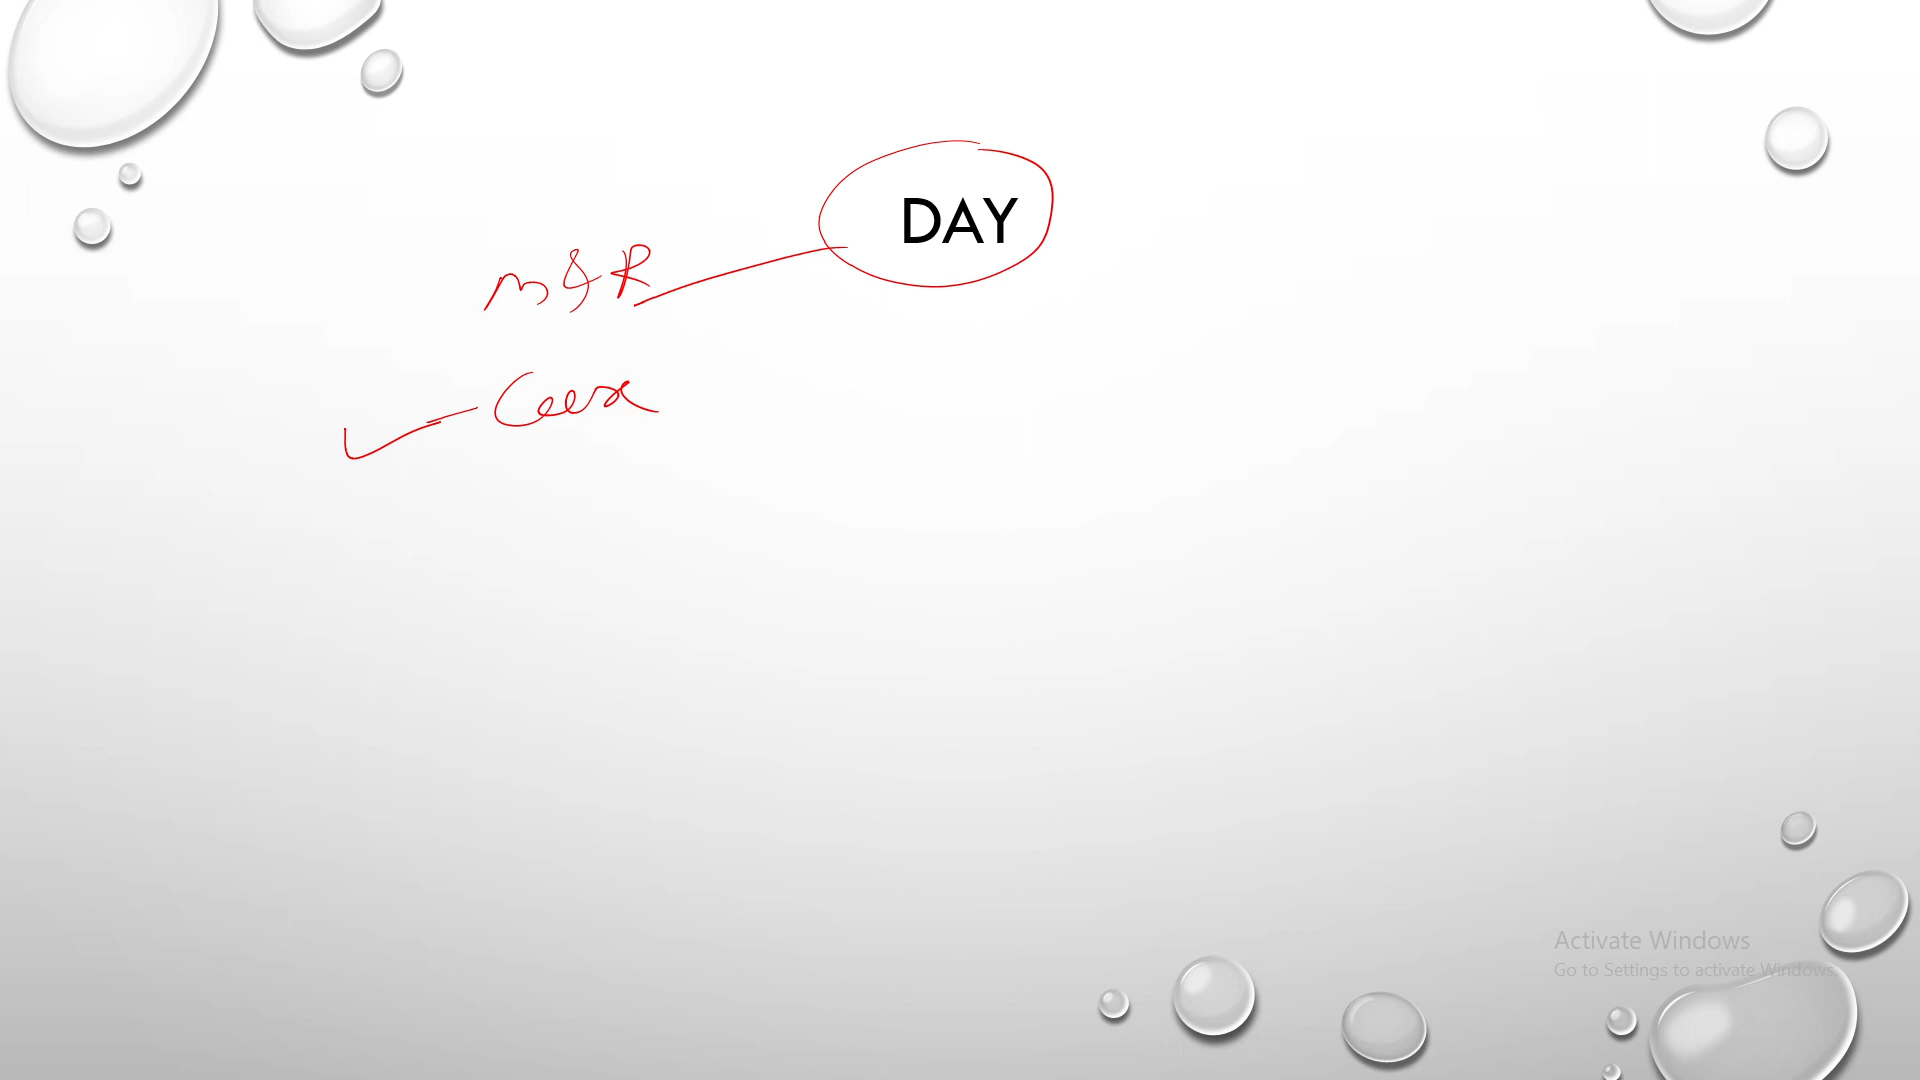 DAY
M & R
Activate Windows
Go to Settings to activate Windows.